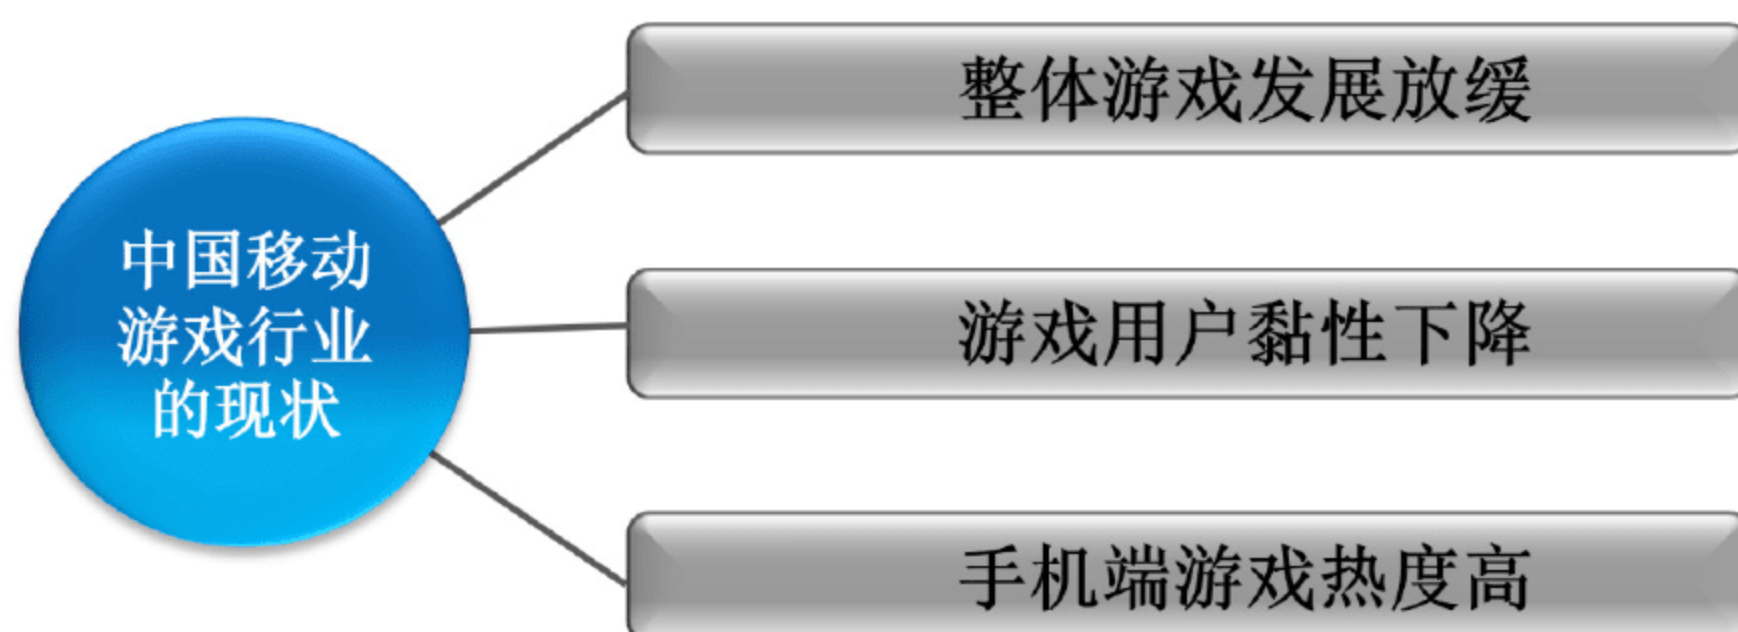 中国移动
游戏行业
的现状
整体游戏发展放缓
游戏用户黏性下降
手机端游戏热度高